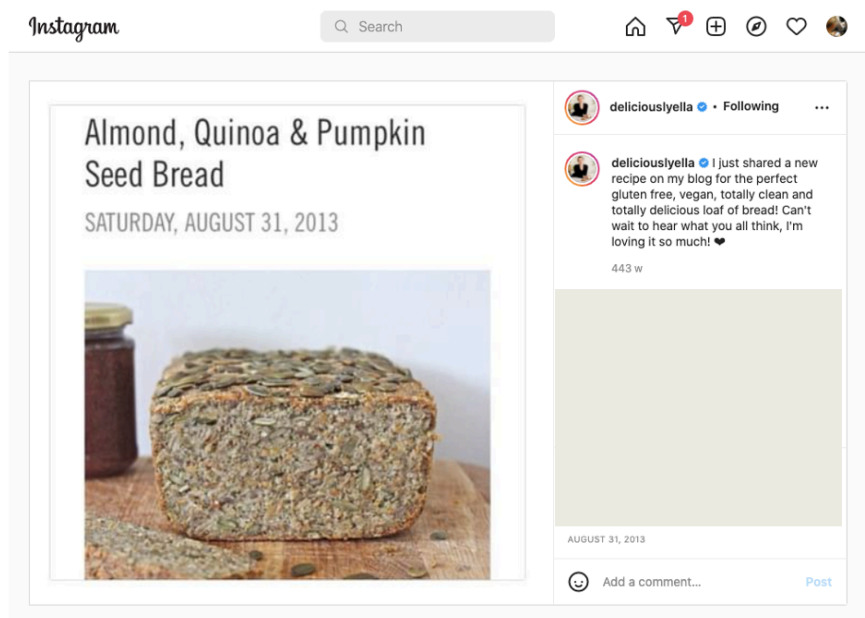 Instagram
Search
1
Almond, Quinoa & Pumpkin
Seed Bread
SATURDAY, AUGUST 31, 2013
deliciouslyella • Following
deliciouslyella I just shared a new
recipe on my blog for the perfect
gluten free, vegan, totally clean and
totally delicious loaf of bread! Can't
wait to hear what you all think, I'm
loving it so much! ❤
443 w
AUGUST 31, 2013
Add a comment...
Post